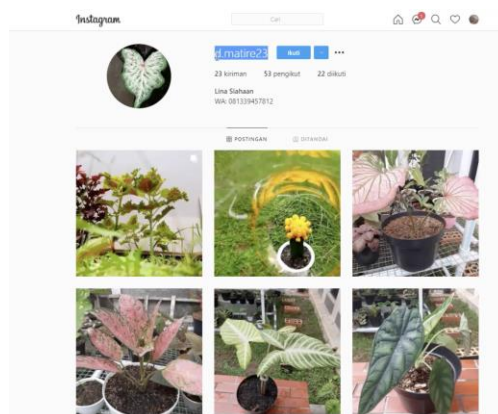 Instagram
Cari
d.matire23 Ikuti
23 kiriman 53 pengikut 22 diikuti
Lina Siahaan
WA: 081339457812
POSTINGAN DITANDAI